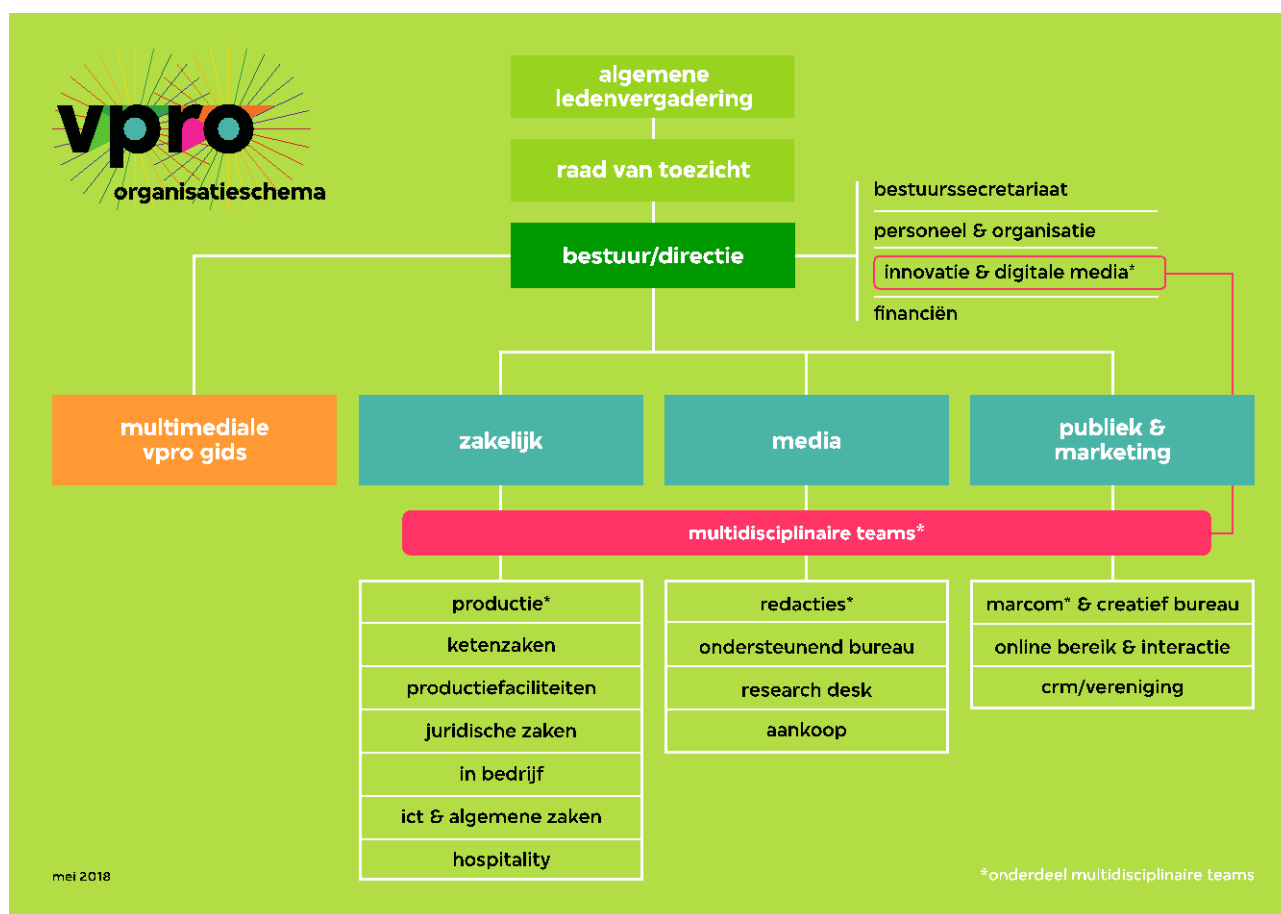 vpro
organisatieschema
algemene
ledenvergadering
raad van toezicht
bestuur/directie
bestuurssecretariaat
personeel & organisatie
innovatie & digitale media*
financiën
multimediale
vpro gids
zakelijk
media
publiek &
marketing
multidisciplinaire teams*
productie*
ketenzaken
productiefaciliteiten
juridische zaken
in bedrijf
ict & algemene zaken
hospitality
redacties*
ondersteunend bureau
research desk
aankoop
marcom* & creatief bureau
online bereik & interactie
crm/vereniging
mei 2018
*onderdeel multidisciplinaire teams